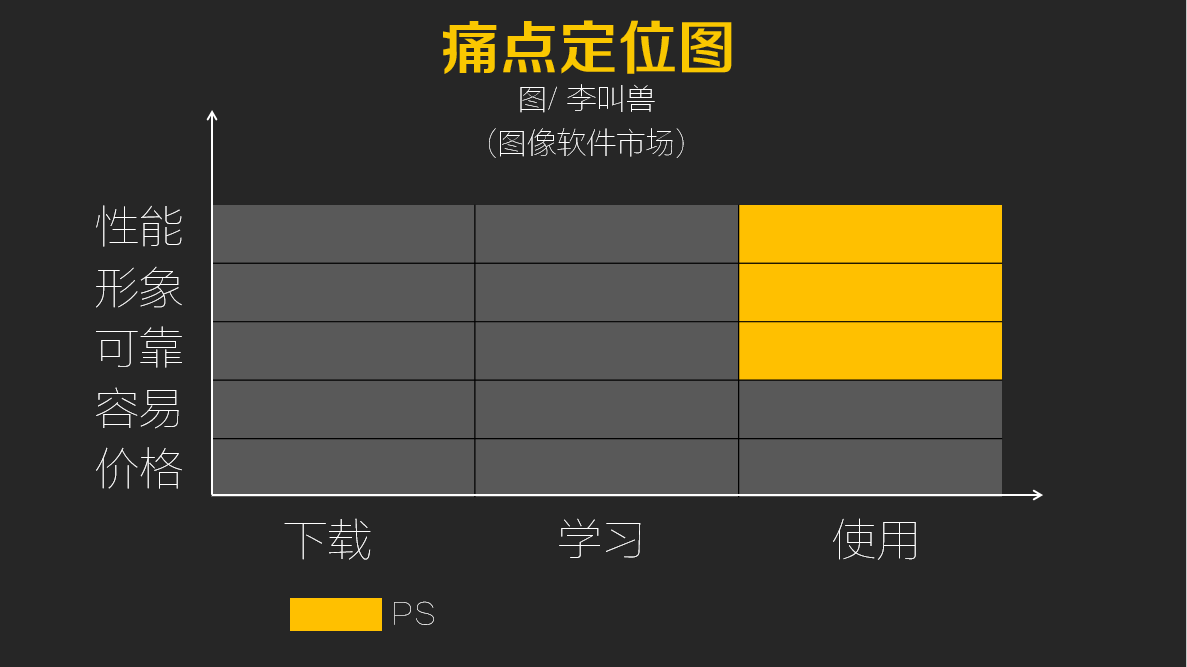 痛点定位图
图/ 李叫兽
（图像软件市场）
性能
形象
可靠
容易
价格
下载
学习
使用
PS